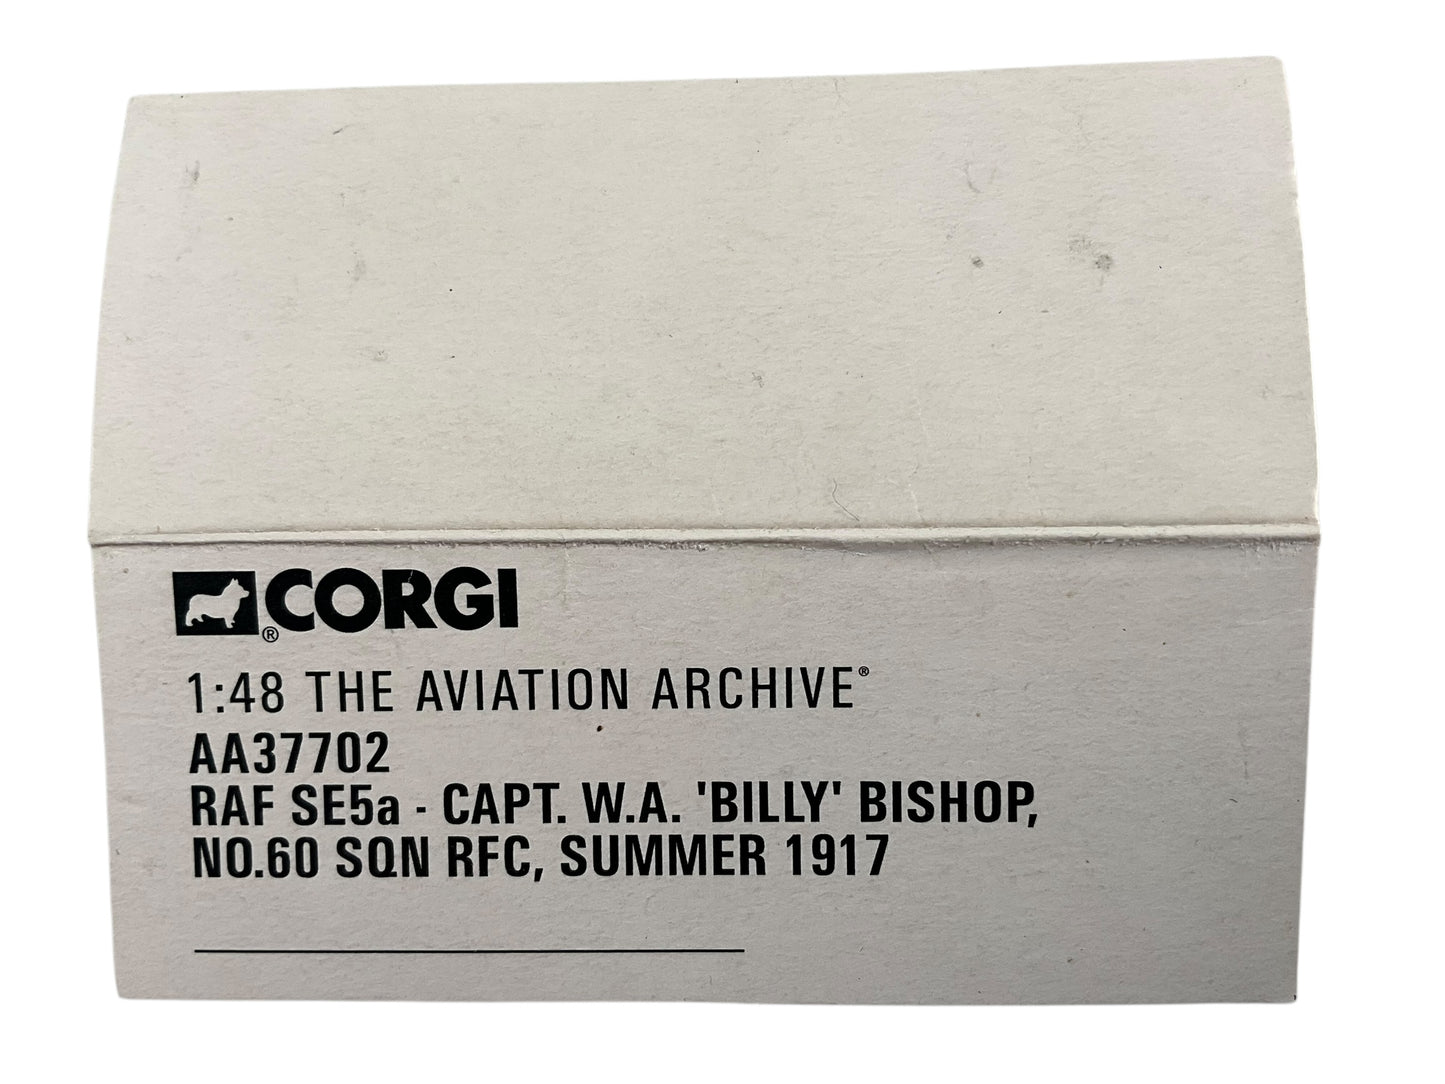 ® CORGI
1:48 THE AVIATION ARCHIVE®
AA37702
RAF SE5a - CAPT. W.A. 'BILLY' BISHOP,
NO.60 SQN RFC, SUMMER 1917